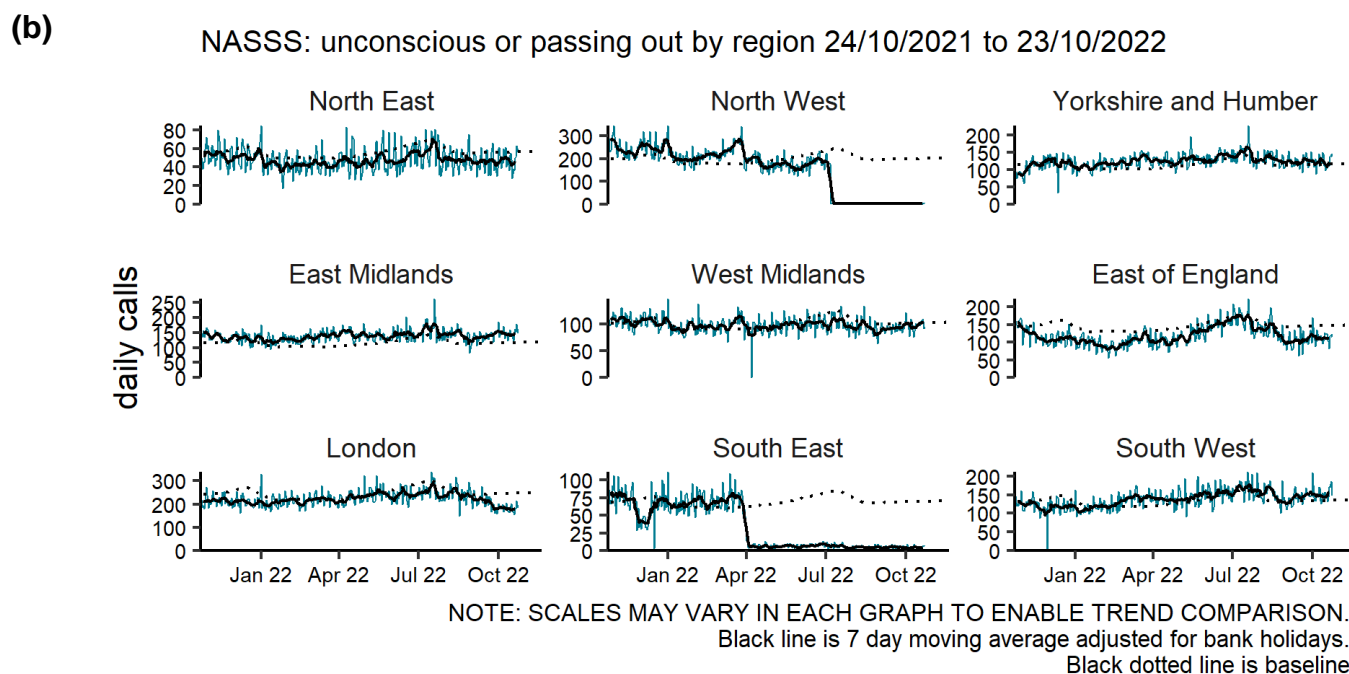 (b)
NASSS: unconscious or passing out by region 24/10/2021 to 23/10/2022
daily calls
North East
80
60
40
20
0
North West
300
200
100
0
Yorkshire and Humber
200
150
100
50
0
East Midlands
250
200
150
100
50
0
West Midlands
100
50
0
East of England
200
150
100
50
0
London
300
200
100
0
Jan 22 Apr 22 Jul 22 Oct 22
South East
100
75
50
25
0
Jan 22 Apr 22 Jul 22 Oct 22
South West
200
150
100
50
0
Jan 22 Apr 22 Jul 22 Oct 22
NOTE: SCALES MAY VARY IN EACH GRAPH TO ENABLE TREND COMPARISON.
Black line is 7 day moving average adjusted for bank holidays.
Black dotted line is baseline